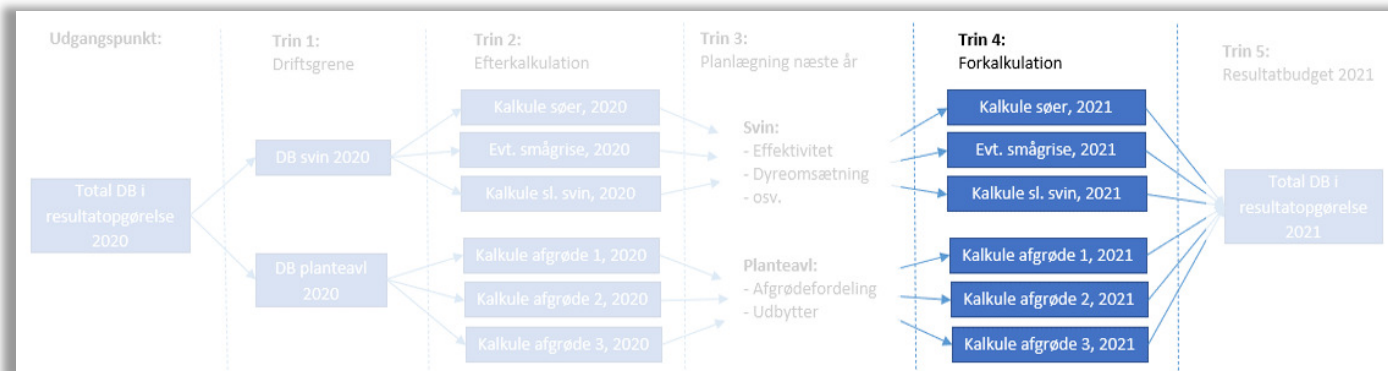 Udgangspunkt:
Trin 1:
Driftsgrene
Trin 2:
Efterkalkulation
Trin 3:
Planlægning næste år
Trin 4:
Forkalkulation
Trin 5:
Resultatbudget 2021
Total DB i
resultatopgørelse
2020
DB svin 2020
DB planteavl
2020
Kalkule søer, 2020
Evt. smågrise, 2020
Kalkule sl. svin, 2020
Kalkule afgrøde 1, 2020
Kalkule afgrøde 2, 2020
Kalkule afgrøde 3, 2020
Svin:
- Effektivitet
- Dyreomsætning
- osv.
Planteavl:
- Afgrødefordeling
- Udbytter
Kalkule søer, 2021
Evt. smågrise, 2021
Kalkule sl. svin, 2021
Kalkule afgrøde 1, 2021
Kalkule afgrøde 2, 2021
Kalkule afgrøde 3, 2021
Total DB i
resultatopgørelse
2021